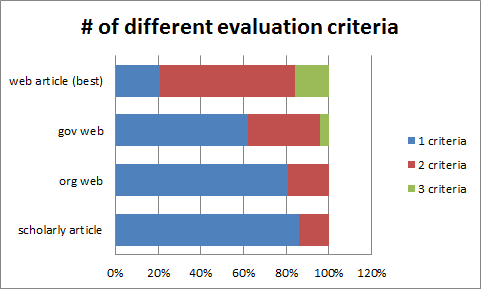 # of different evaluation criteria
web article (best)
gov web
org web
scholarly article
0% 20% 40% 60% 80% 100% 120%
1 criteria
2 criteria
3 criteria